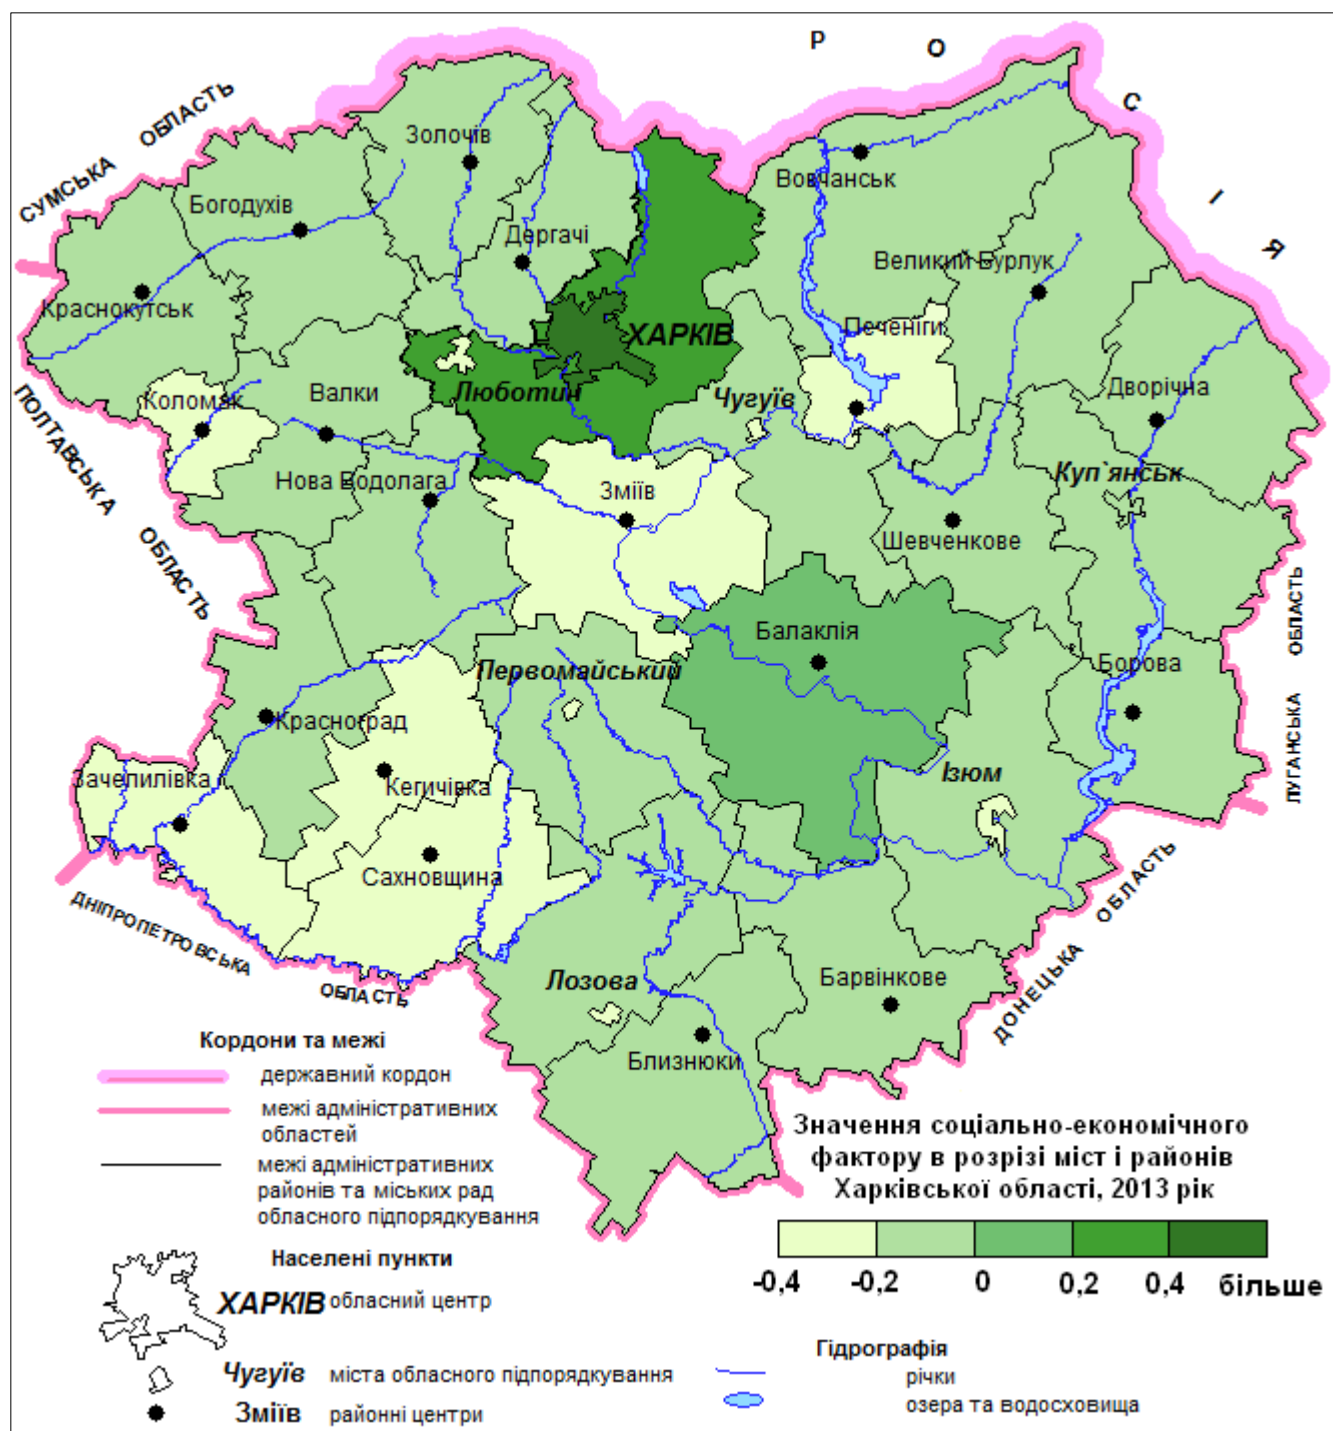 Р О С І Я
СУМСЬКА ОБЛАСТЬ
Золочів
Вовчанськ
Богодухів
Дергачі
Великий Бурлук
Краснокутськ
ХАРКІВ
Печеніги
Валки
Люботин
Чугуїв
Дворічна
Коломак
ПОЛТАВСЬКА ОБЛАСТЬ
Куп`янськ
Нова Водолага
Зміїв
Шевченкове
ЛУГАНСЬКА ОБЛАСТЬ
Балаклія
Борова
Первомайський
Красноград
Зачепилівка
Кегичівка
Ізюм
Сахновщина
ДНІПРОПЕТРОВСЬКА ОБЛАСТЬ
ДОНЕЦЬКА ОБЛАСТЬ
Лозова
Барвінкове
Близнюки
Кордони та межі
державний кордон
межі адміністративних
областей
межі адміністративних
районів та міських рад
обласного підпорядкування
Населені пункти
ХАРКІВ обласний центр
Чугуїв міста обласного підпорядкування
Зміїв районні центри
Значення соціально-економічного
фактору в розрізі міст і районів
Харківської області, 2013 рік
-0,4 -0,2 0 0,2 0,4 більше
Гідрографія
річки
озера та водосховища